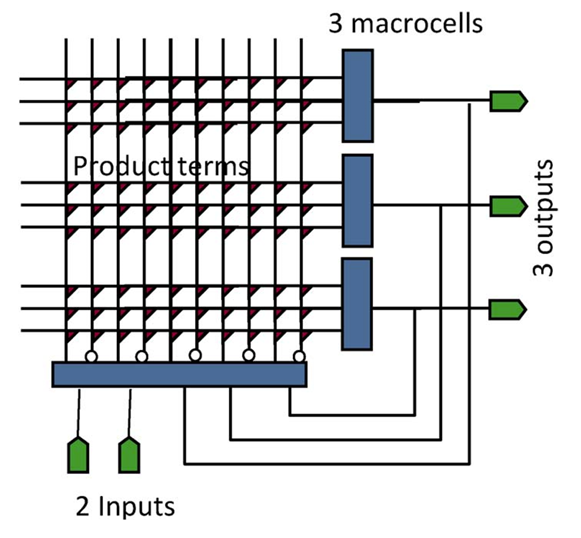 3 macrocells
Product terms
3 outputs
2 Inputs